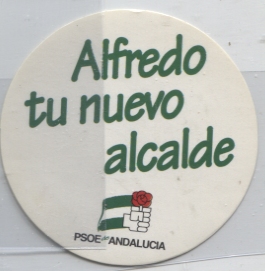 Alfredo
tu nuevo
alcalde
PSOE de ANDALUCIA